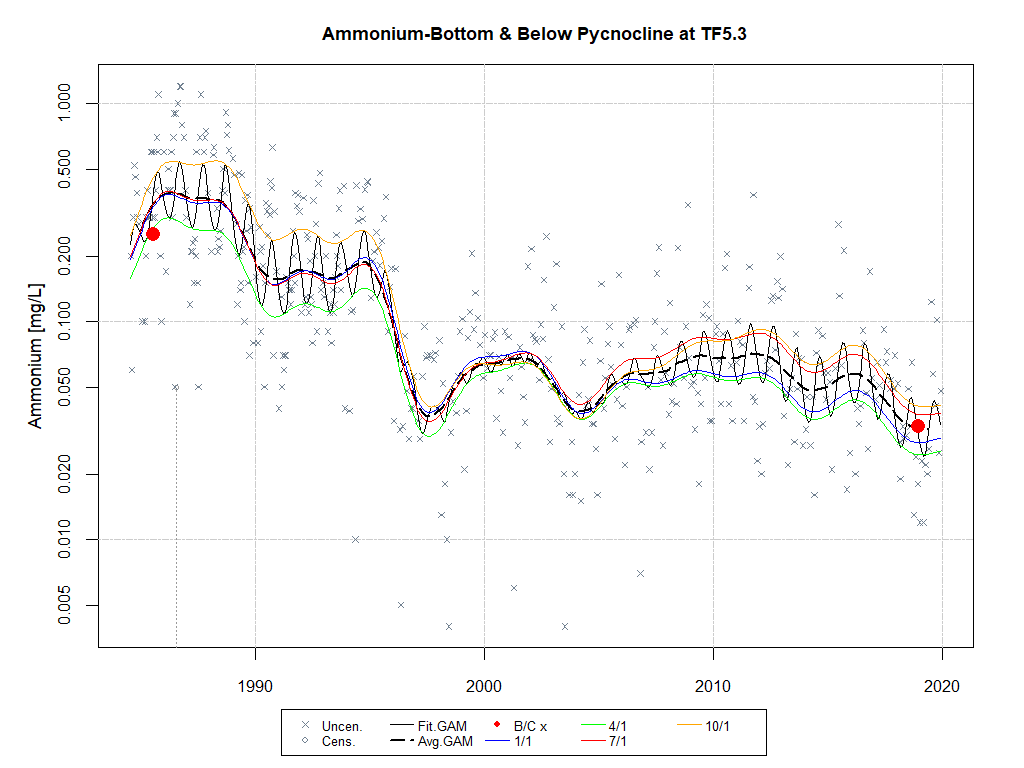 Ammonium-Bottom & Below Pycnocline at TF5.3
Ammonium [mg/L]
1.000
0.500
0.200
0.100
0.050
0.020
0.010
0.005
1990 2000 2010 2020
Uncen. Fit.GAM B/C x 4/1 10/1
Cens. Avg.GAM 1/1 7/1